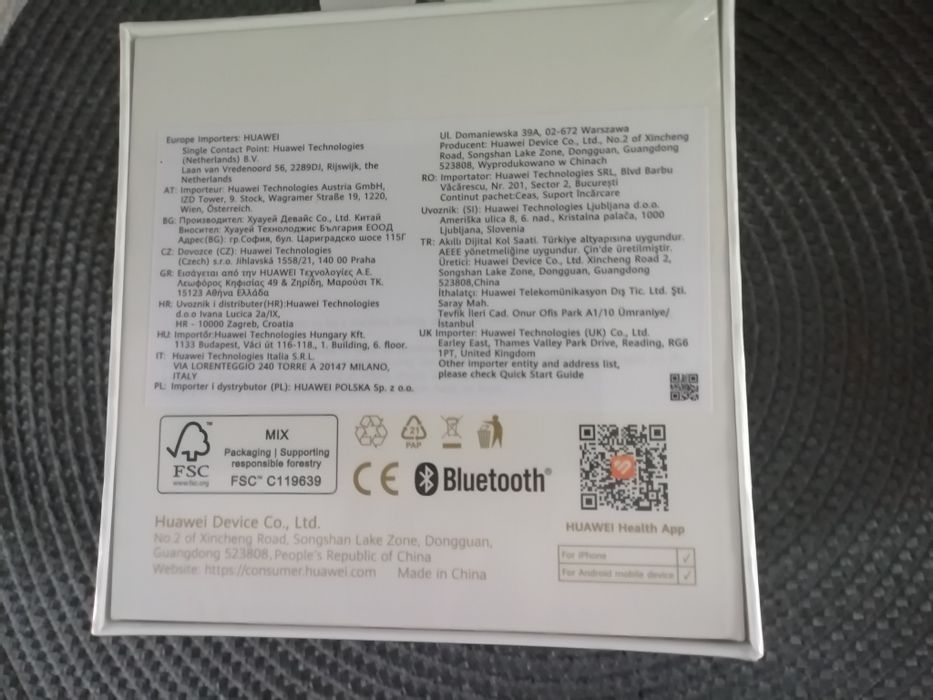 Europe Importers: HUAWEI
Single Contact Point: Huawei Technologies
(Netherlands) B.V.
Laan van Vredenoord 56, 2289DJ, Rijswijk, the
Netherlands
AT: Importeur: Huawei Technologies Austria GmbH,
IZD Tower, 9. Stock, Wagramer Straße 19, 1220,
Wien, Österreich.
BG: Производител: Хуауей Девайс Co., Ltd. Китай
Вносител: Хуауей Технолоджис България ЕООД
Адрес(BG): гр.София, бул. Цариградско шосе 115Г
CZ: Dovozce (CZ): Huawei Technologies
(Czech) s.r.o. Jihlavská 1558/21, 140 00 Praha
GR: Εισάγεται από την HUAWEI Τεχνολογίες Α.Ε.
Λεωφόρος Κηφισίας 49 & Ζηρίδη, Μαρούσι ΤΚ.
15123 Αθήνα Ελλάδα
HR: Uvoznik i distributer(HR):Huawei Technologies
d.o.o Ivana Lucica 2a/IX,
HR - 10000 Zagreb, Croatia
HU: Importőr:Huawei Technologies Hungary Kft.
1133 Budapest, Váci út 116-118., 1. Building, 6. floor.
IT: Huawei Technologies Italia S.R.L.
VIA LORENTEGGIO 240 TORRE A 20147 MILANO,
ITALY
PL: Importer i dystrybutor (PL): HUAWEI POLSKA Sp. z o.o.
Ul. Domaniewska 39A, 02-672 Warszawa
Producent: Huawei Device Co., Ltd., No.2 of Xincheng
Road, Songshan Lake Zone, Dongguan, Guangdong
523808, Wyprodukowano w Chinach
RO: Importator: Huawei Technologies SRL, Blvd Barbu
Văcărescu, Nr. 201, Sector 2, București
Continut pachet:Ceas, Suport încărcare
Uvoznik: (SI): Huawei Technologies Ljubljana d.o.o.
Ameriška ulica 8, 6. nad., Kristalna palača, 1000
Ljubljana, Slovenia
TR: Akıllı Dijital Kol Saati. Türkiye altyapısına uygundur.
AEEE yönetmeliğine uygundur. Çin'de üretilmiştir.
Üretici: Huawei Device Co., Ltd. Xincheng Road 2,
Songshan Lake Zone, Dongguan, Guangdong
523808,China
İthalatçı: Huawei Telekomünikasyon Dış Tic. Ltd. Şti.
Saray Mah.
Tevfik İleri Cad. Onur Ofis Park A1/10 Ümraniye/
İstanbul
UK Importer: Huawei Technologies (UK) Co., Ltd.
Earley East, Thames Valley Park Drive, Reading, RG6
1PT, United Kingdom
Other importer entity and address list,
please check Quick Start Guide
FSC
www.fsc.org
MIX
Packaging | Supporting
responsible forestry
FSC™ C119639
21
PAP
CE
Bluetooth®
HUAWEI Health App
For iPhone ✓
For Android mobile device ✓
Huawei Device Co., Ltd.
No.2 of Xincheng Road, Songshan Lake Zone, Dongguan,
Guangdong 523808, People's Republic of China
Website: https://consumer.huawei.com Made in China